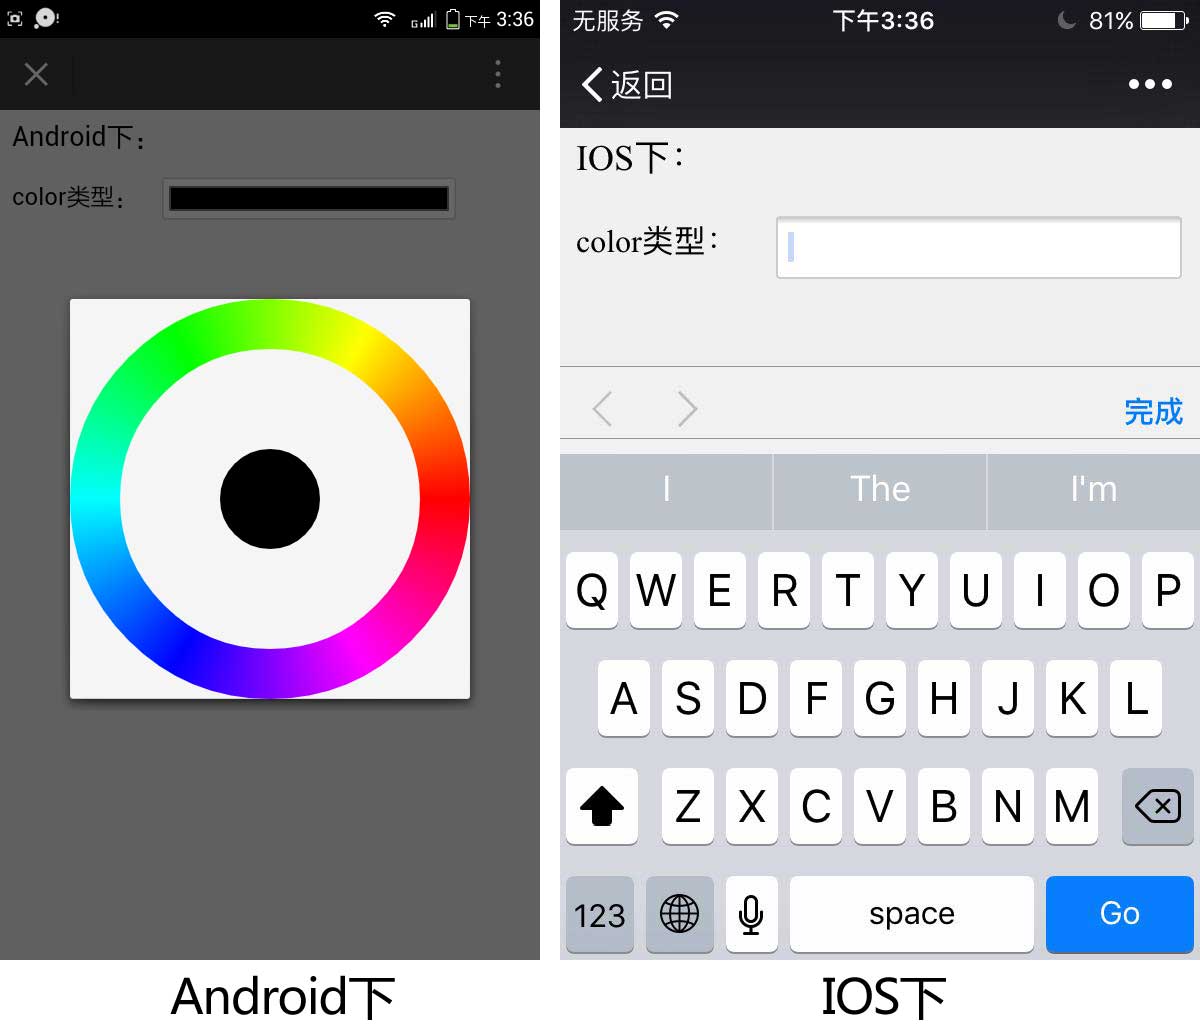 下午 3:36
Android下：
color类型：
Android下
无服务 下午3:36 81%
返回
IOS下：
color类型：
完成
I The I'm
Q W E R T Y U I O P
A S D F G H J K L
Z X C V B N M
123 space Go
IOS下